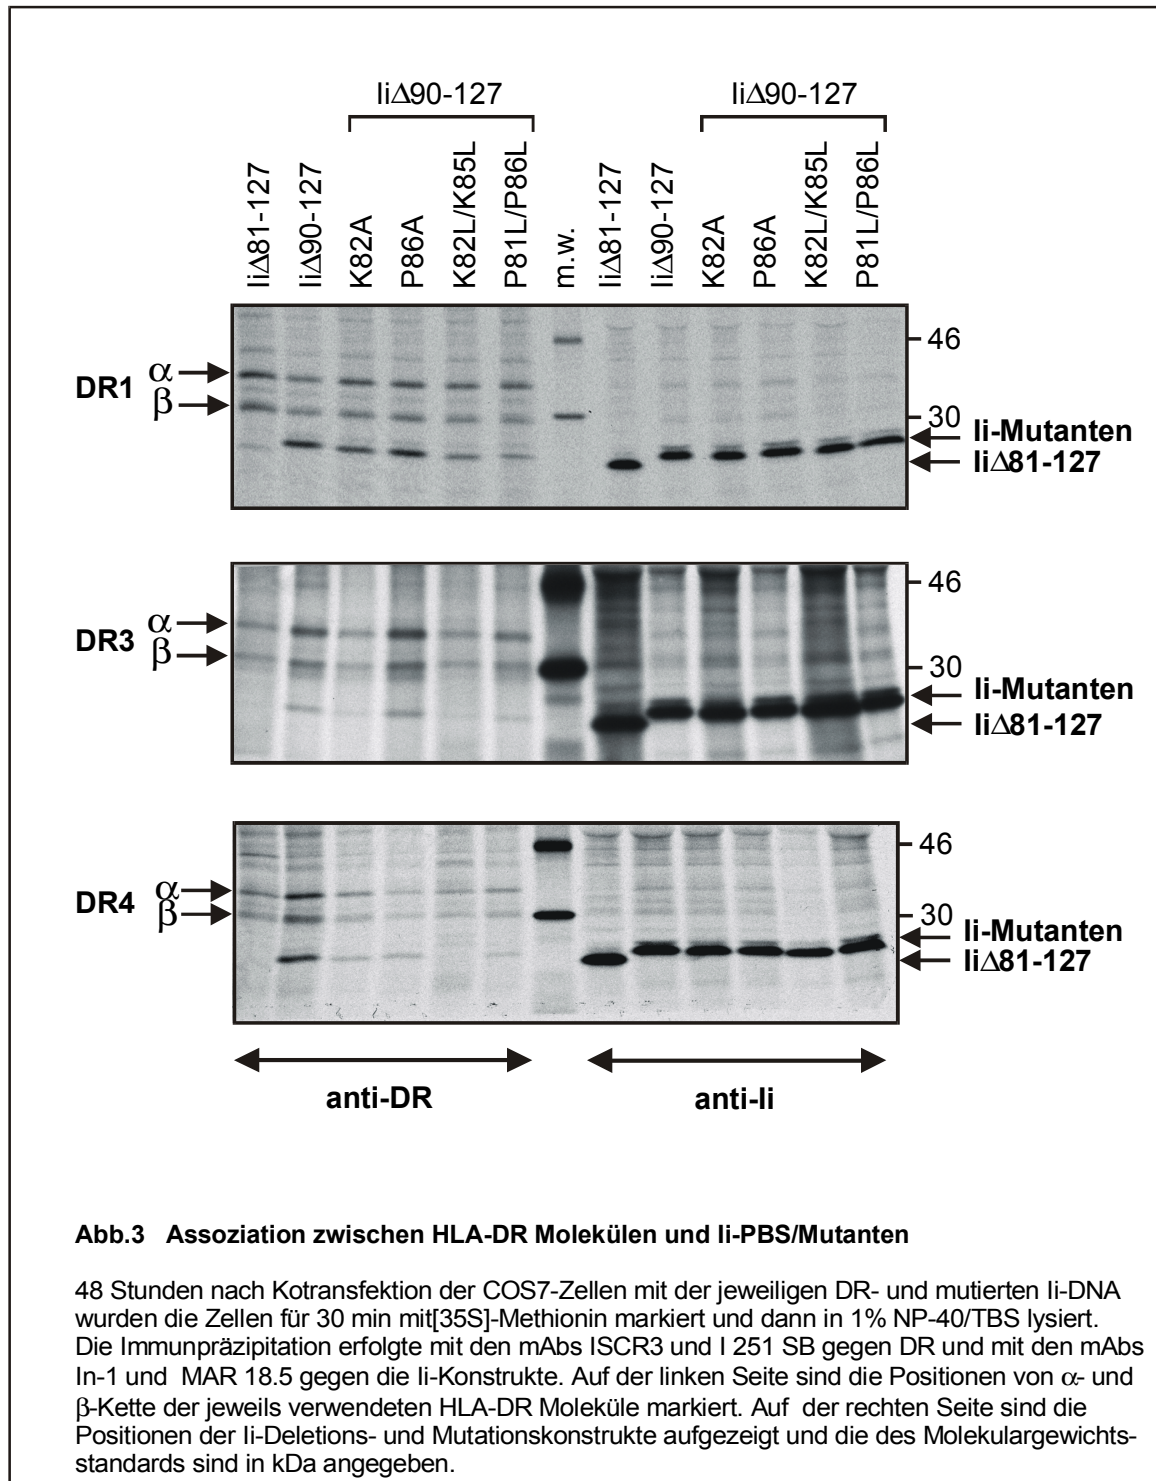 IiΔ90-127 IiΔ90-127
IiΔ81-127 IiΔ90-127 K82A P86A K82L/K85L P81L/P86L m.w. IiΔ81-127 IiΔ90-127 K82A P86A K82L/K85L P81L/P86L
46
DR1 α
β
30
Ii-Mutanten
IiΔ81-127
46
DR3 α
β
30
Ii-Mutanten
IiΔ81-127
46
DR4 α
β
30
Ii-Mutanten
IiΔ81-127
anti-DR anti-Ii
Abb.3 Assoziation zwischen HLA-DR Molekülen und Ii-PBS/Mutanten
48 Stunden nach Kotransfektion der COS7-Zellen mit der jeweiligen DR- und mutierten Ii-DNA
wurden die Zellen für 30 min mit[35S]-Methionin markiert und dann in 1% NP-40/TBS lysiert.
Die Immunpräzipitation erfolgte mit den mAbs ISCR3 und I 251 SB gegen DR und mit den mAbs
In-1 und MAR 18.5 gegen die Ii-Konstrukte. Auf der linken Seite sind die Positionen von α- und
β-Kette der jeweils verwendeten HLA-DR Moleküle markiert. Auf der rechten Seite sind die
Positionen der Ii-Deletions- und Mutationskonstrukte aufgezeigt und die des Molekulargewichts-
standards sind in kDa angegeben.